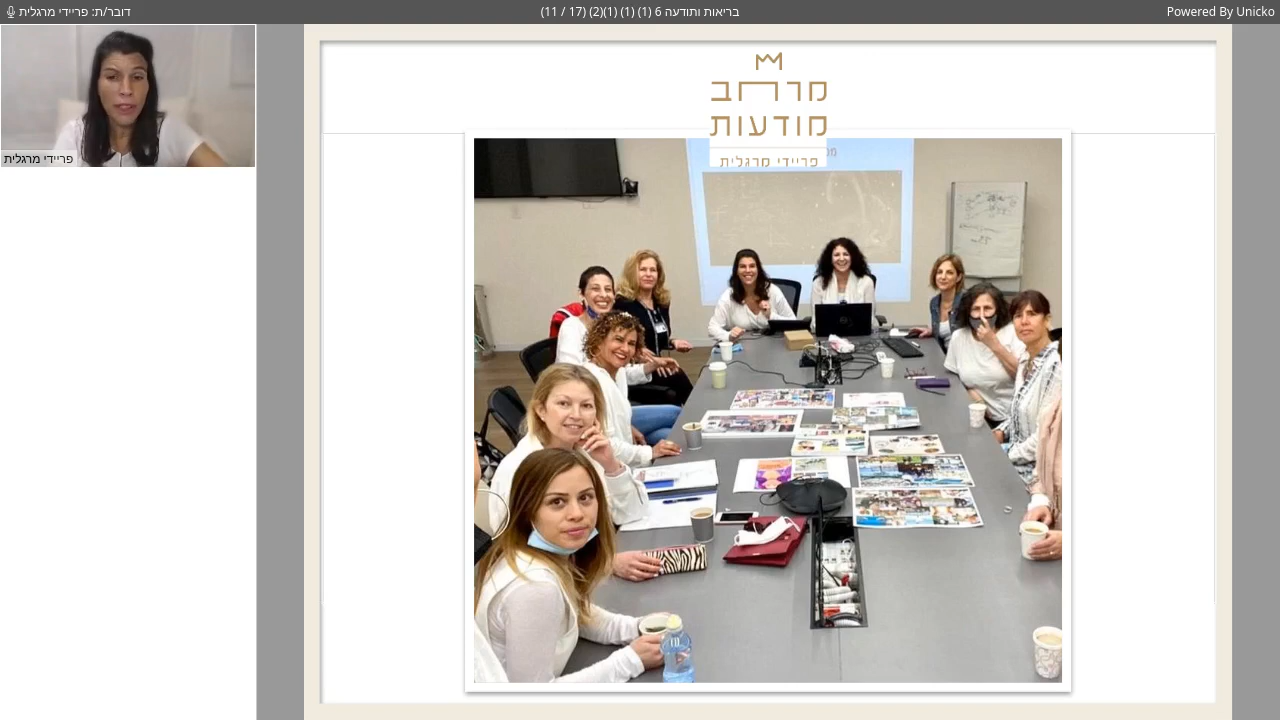 דובר/ת: פריידי מרגלית
בריאות ותודעה 6 (1) (1) (1)(2) (17 / 11)
Powered By Unicko
פריידי מרגלית
מרחב
מודעות
פריידי מרגלית